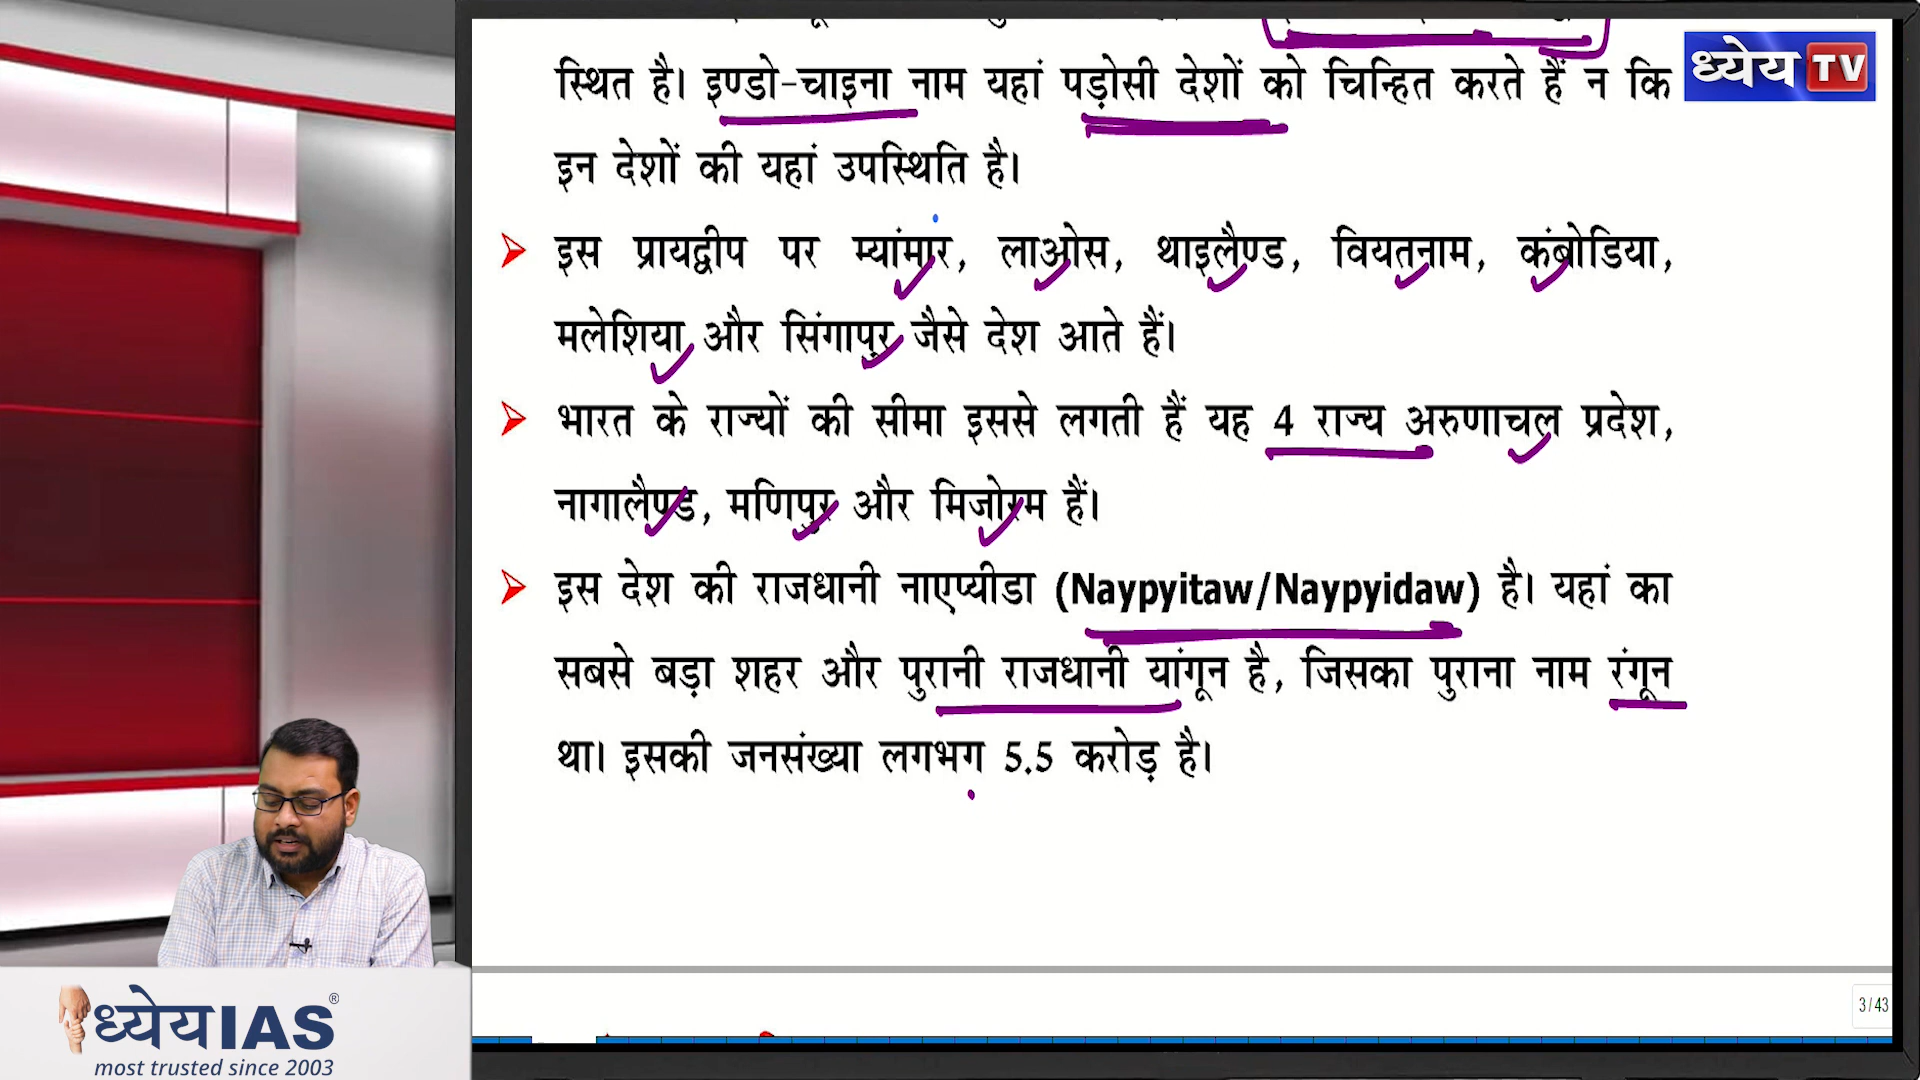 स्थित है। इण्डो-चाइना नाम यहां पड़ोसी देशों को चिन्हित करते हैं न कि
ध्येय TV
इन देशों की यहां उपस्थिति है।
इस प्रायद्वीप पर म्यांमार, लाओस, थाइलैण्ड, वियतनाम, कंबोडिया,
मलेशिया और सिंगापुर जैसे देश आते हैं।
भारत के राज्यों की सीमा इससे लगती हैं यह 4 राज्य अरुणाचल प्रदेश,
नागालैण्ड, मणिपुर और मिजोरम हैं।
इस देश की राजधानी नाएप्यीडा (Naypyitaw/Naypyidaw) है। यहां का
सबसे बड़ा शहर और पुरानी राजधानी यांगून है, जिसका पुराना नाम रंगून
था। इसकी जनसंख्या लगभग 5.5 करोड़ है।
3/43
ध्येयIAS®
most trusted since 2003